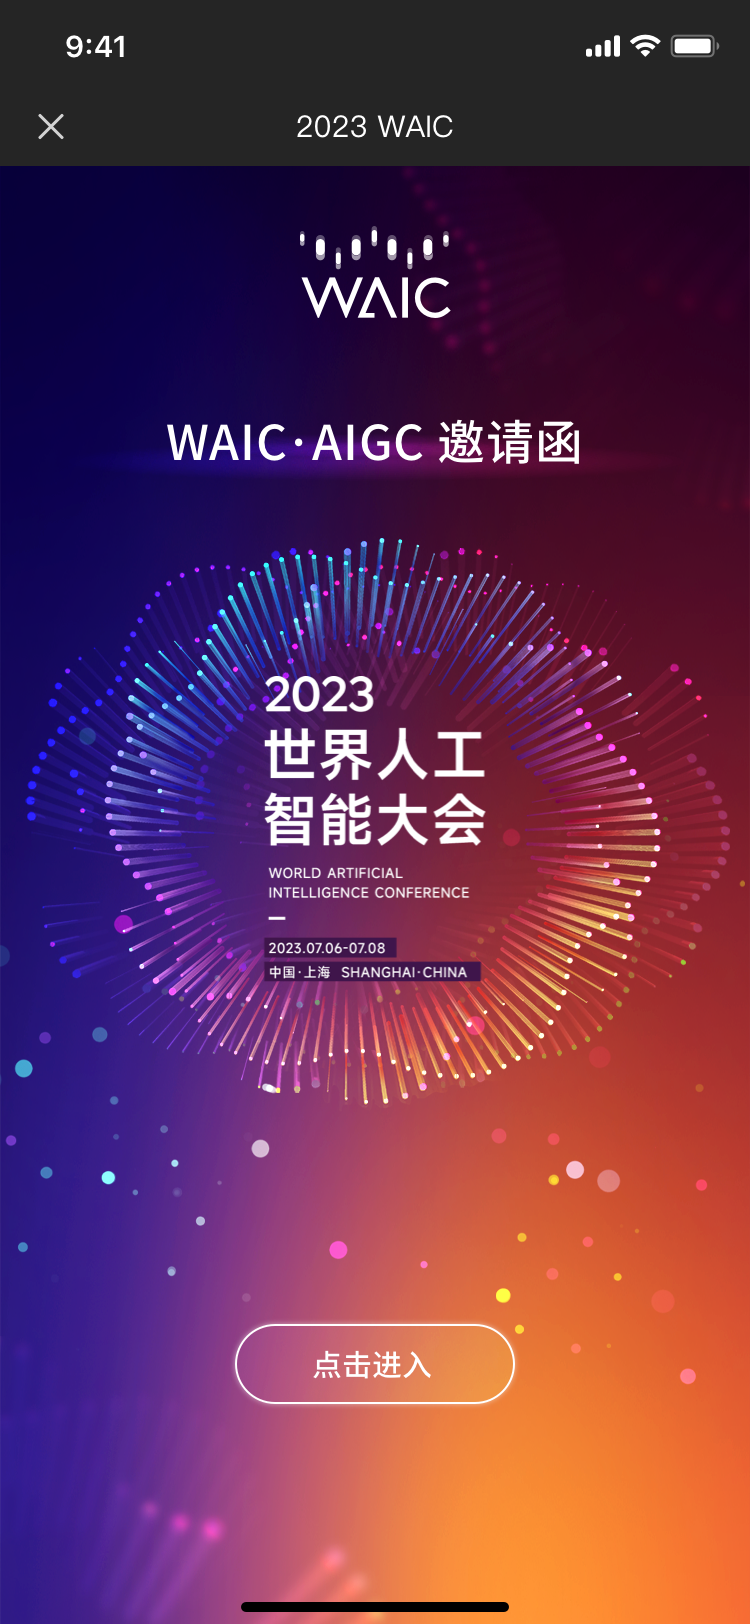 9:41
2023 WAIC
WAIC
WAIC·AIGC 邀请函
2023
世界人工
智能大会
WORLD ARTIFICIAL
INTELLIGENCE CONFERENCE
2023.07.06-07.08
中国·上海 SHANGHAI·CHINA
点击进入